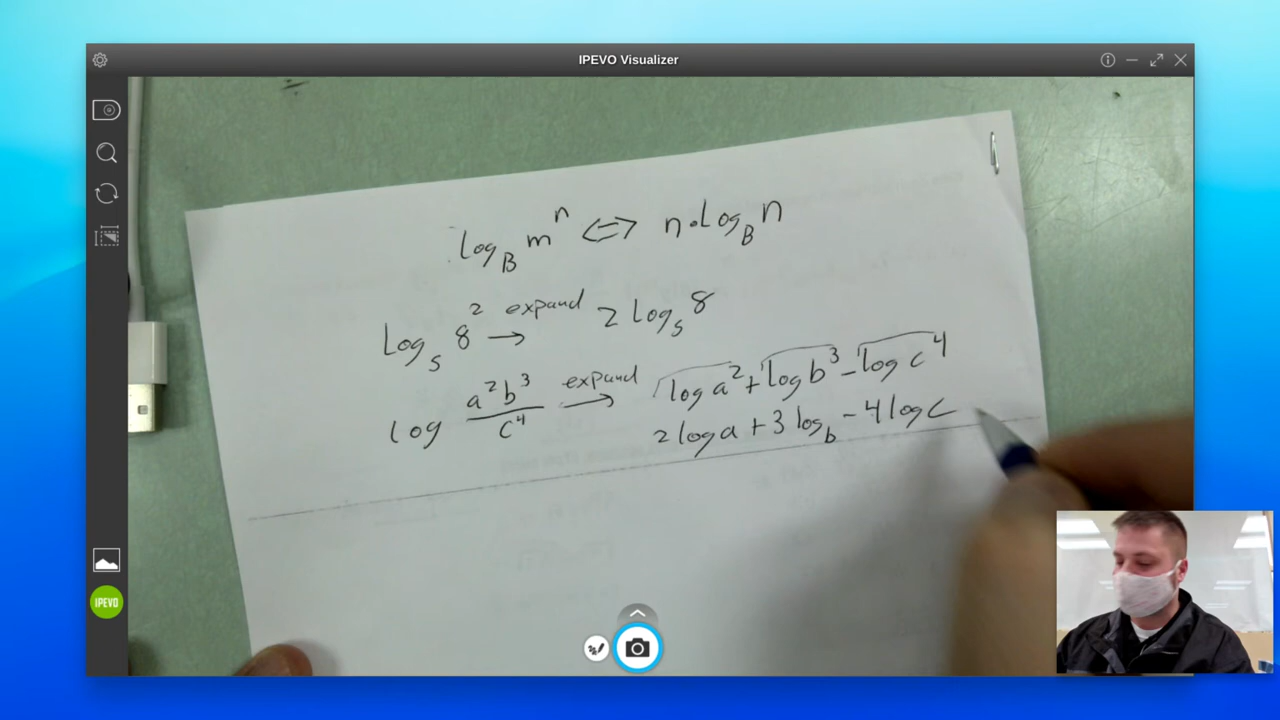 IPEVO Visualizer
log_B m^n ⇔ n·log_B n
log_5 8^2 expand → 2 log_5 8
log a^2b^3/c^4 expand → log a^2 + log b^3 - log c^4
2 log a + 3 log_b - 4 log c
IPEVO